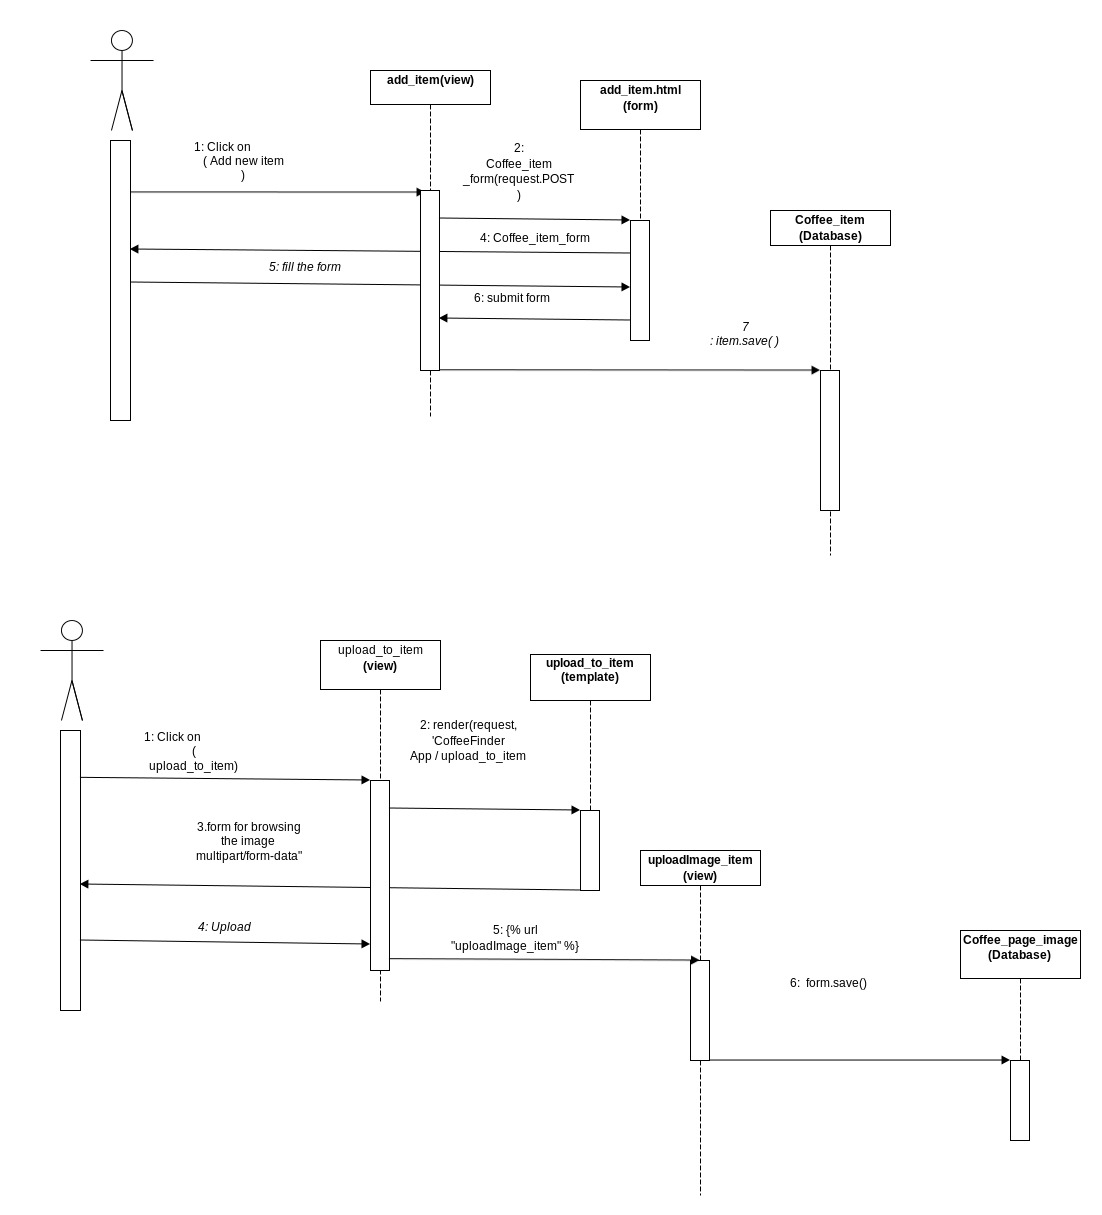 add_item(view)
add_item.html
(form)
1: Click on
( Add new item
)
2:
Coffee_item
_form(request.POST
)
Coffee_item
(Database)
4: Coffee_item_form
5: fill the form
6: submit form
7
: item.save( )
upload_to_item
(view)
upload_to_item
(template)
1: Click on
(
upload_to_item)
2: render(request,
'CoffeeFinder
App / upload_to_item
3.form for browsing
the image
multipart/form-data"
uploadImage_item
(view)
4: Upload
5: {% url
"uploadImage_item" %}
Coffee_page_image
(Database)
6:  form.save()